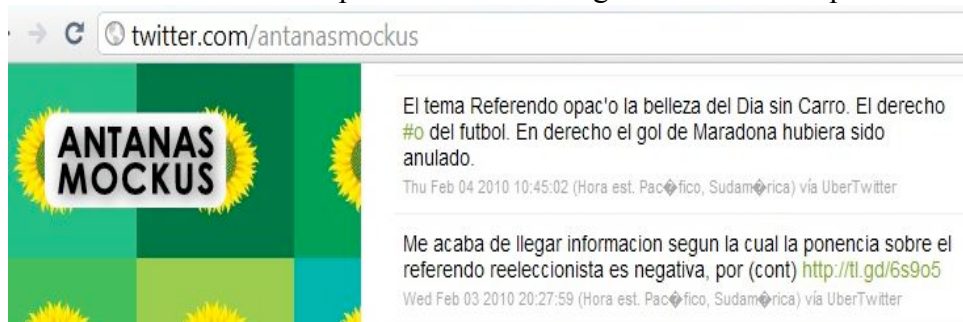 twitter.com/antanasmockus
ANTANAS
MOCKUS
El tema Referendo opac'o la belleza del Dia sin Carro. El derecho
#o del futbol. En derecho el gol de Maradona hubiera sido
anulado.
Thu Feb 04 2010 10:45:02 (Hora est. Pac�fico, Sudam�rica) vía UberTwitter
Me acaba de llegar informacion segun la cual la ponencia sobre el
referendo reeleccionista es negativa, por (cont) http://tl.gd/6s9o5
Wed Feb 03 2010 20:27:59 (Hora est. Pac�fico, Sudam�rica) vía UberTwitter